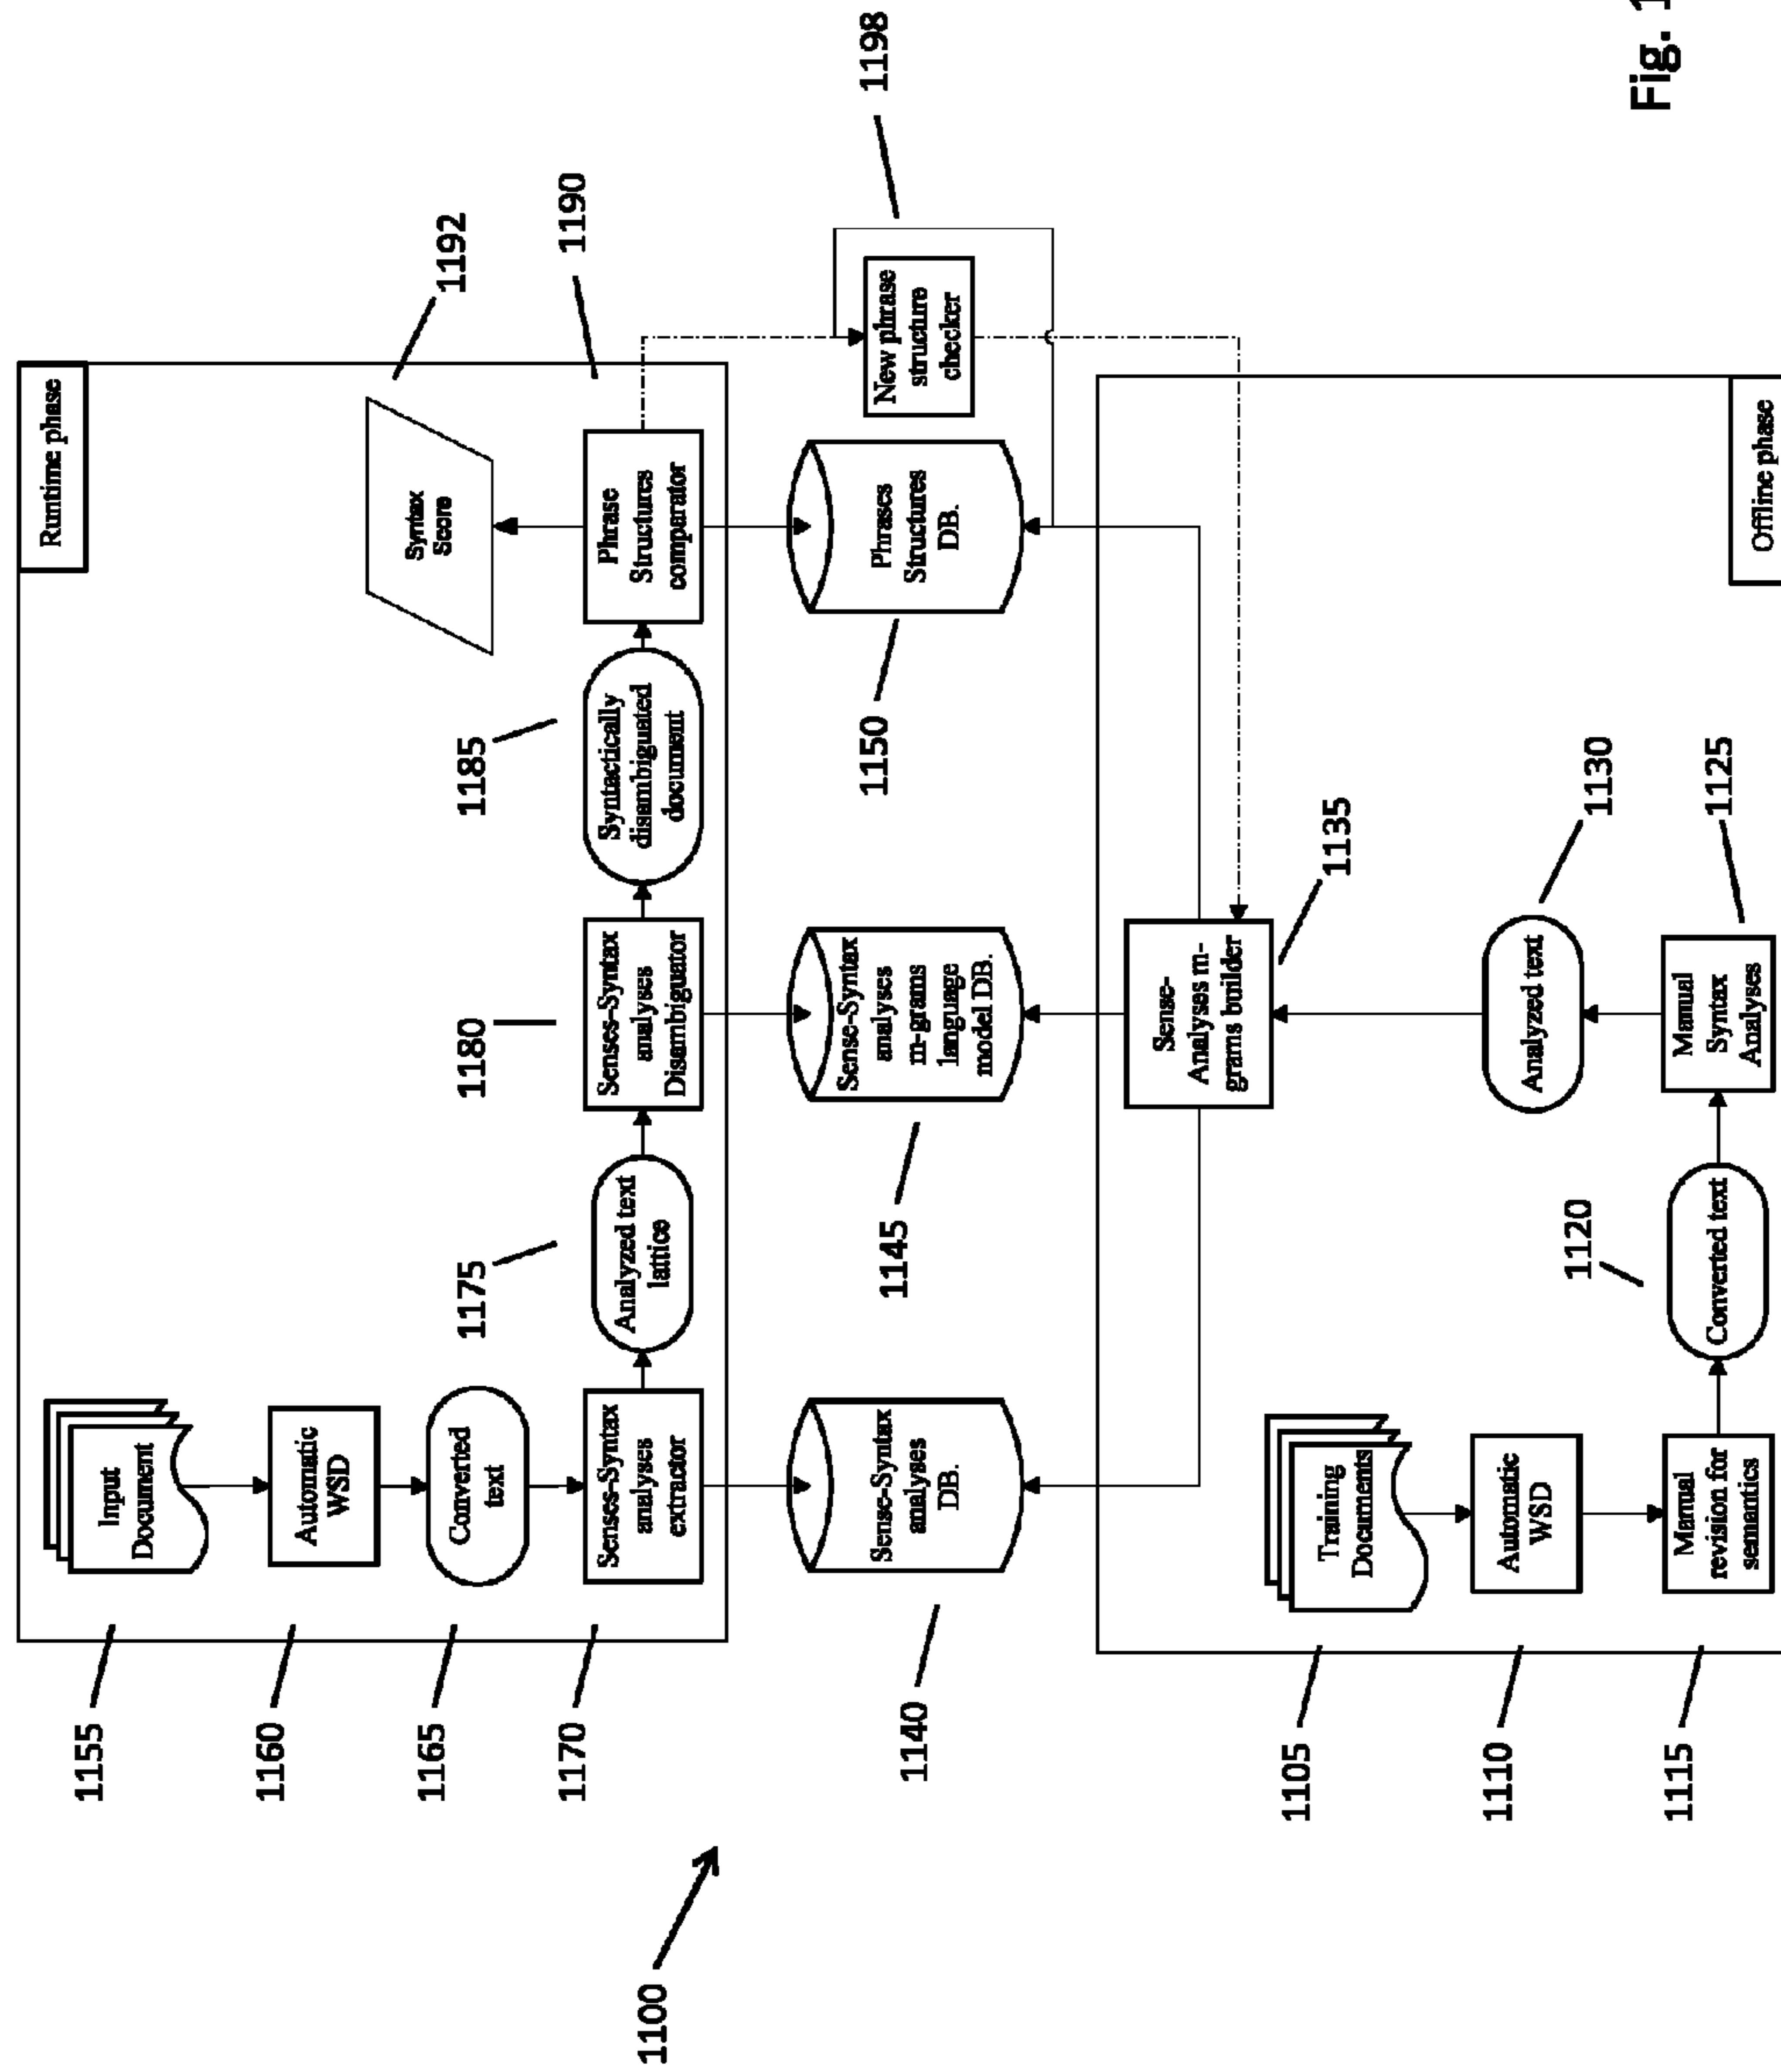 Runtime phase
1155
Input
Document
1160
Automatic
WSD
1165
Converted
text
1170
Senses-Syntax
analyses
extractor
1175
Analyzed text
lattice
1180
Senses-Syntax
analyses
Disambiguator
1185
Syntactically
disambiguated
document
1190
Phrase
Structures
comparator
1192
Syntax
Score
1198
New phrase
structure
checker
1140
Sense-Syntax
analyses
DB.
1145
Sense-Syntax
analyses
m-grams
language
model DB.
1150
Phrases
Structures
DB.
1100
1135
Sense-
Analyses m-
grams builder
1105
Training
Documents
1110
Automatic
WSD
1115
Manual
revision for
semantics
1120
Converted text
1125
Manual
Syntax
Analyses
1130
Analyzed text
Offline phase
Fig. 1